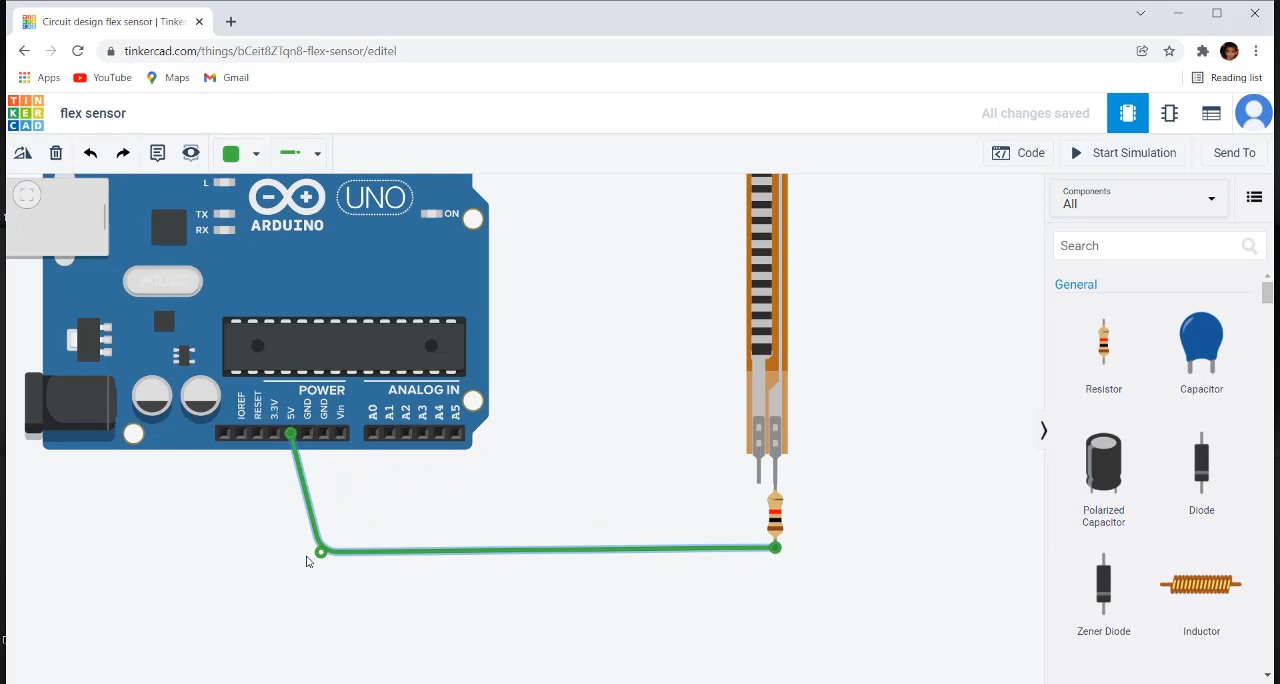 Circuit design flex sensor | Tinker
tinkercad.com/things/bCeit8ZTqn8-flex-sensor/editel
Apps YouTube Maps Gmail Reading list
TIN
KER
CAD
flex sensor All changes saved
Code Start Simulation Send To
L
TX
RX
ARDUINO
UNO
ON
POWER ANALOG IN
IOREF RESET 3.3V 5V GND GND Vin A0 A1 A2 A3 A4 A5
Components
All
Search
General
Resistor Capacitor
Polarized
Capacitor
Diode
Zener Diode Inductor